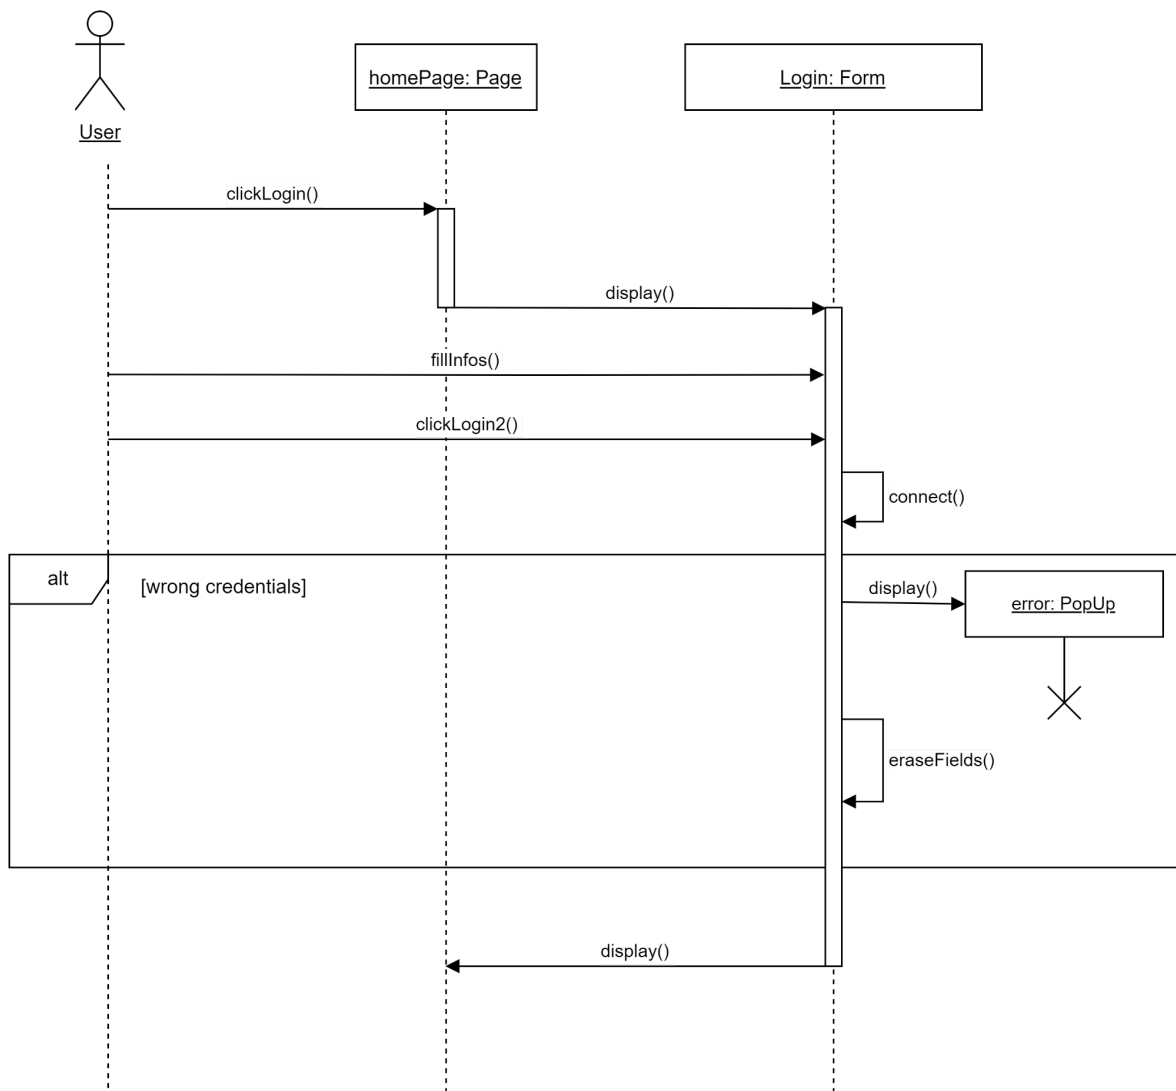 User
homePage: Page
Login: Form
clickLogin()
display()
fillInfos()
clickLogin2()
connect()
alt
[wrong credentials]
display()
error: PopUp
eraseFields()
display()